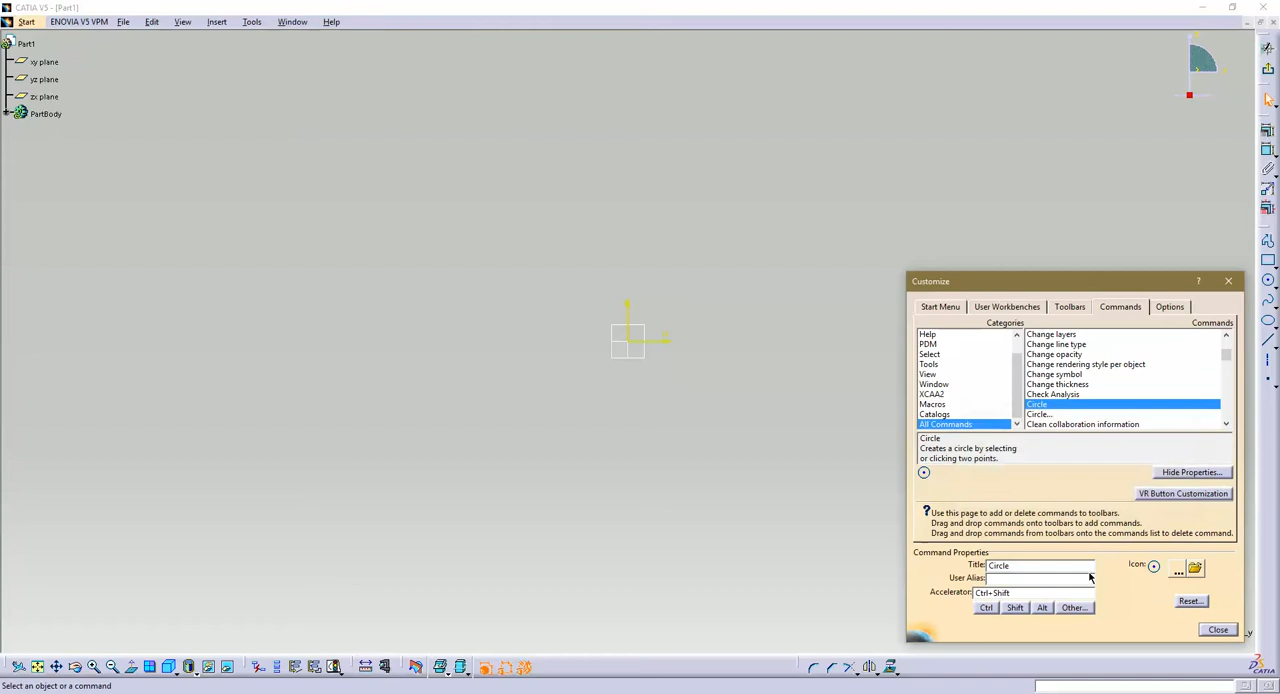 CATIA V5 - [Part1]
Start ENOVIA V5 VPM File Edit View Insert Tools Window Help
Part1
xy plane
yz plane
zx plane
PartBody
Customize
Start Menu User Workbenches Toolbars Commands Options
Categories Commands
Help
PDM
Select
Tools
View
Window
XCAA2
Macros
Catalogs
All Commands
Change layers
Change line type
Change opacity
Change rendering style per object
Change symbol
Change thickness
Check Analysis
Circle
Circle...
Clean collaboration information
Circle
Creates a circle by selecting
or clicking two points.
Hide Properties...
VR Button Customization
Use this page to add or delete commands to toolbars.
Drag and drop commands onto toolbars to add commands.
Drag and drop commands from toolbars onto the commands list to delete command.
Command Properties
Title: Circle
Icon:
...
User Alias:
Accelerator: Ctrl+Shift
Reset...
Ctrl Shift Alt Other...
Close
Select an object or a command
CATIA